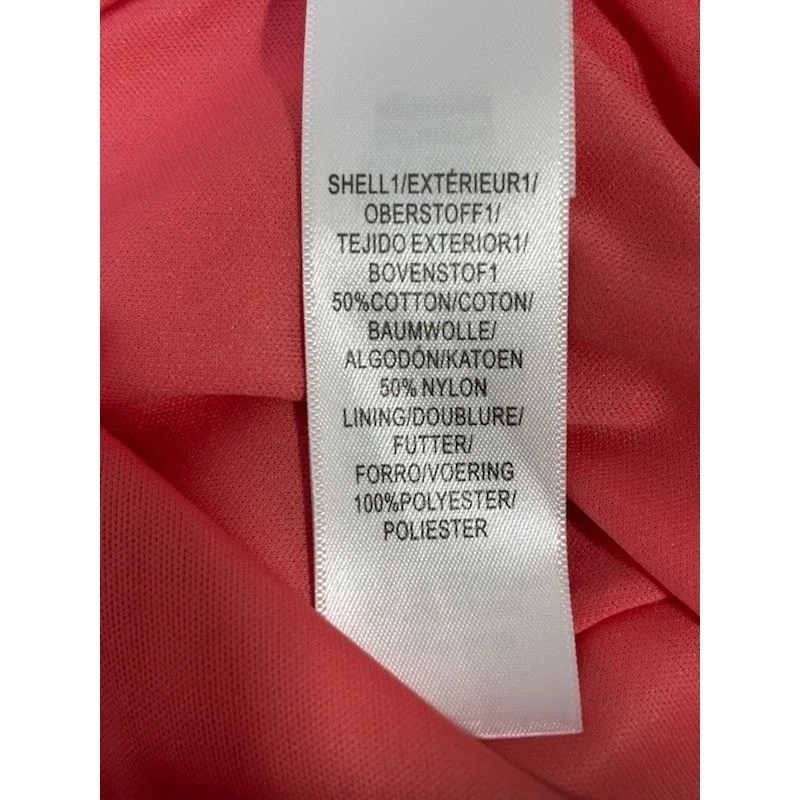 SHELL1/EXTÉRIEUR1/
OBERSTOFF1/
TEJIDO EXTERIOR1/
BOVENSTOF1
50%COTTON/COTON/
BAUMWOLLE/
ALGODÓN/KATOEN
50% NYLON
LINING/DOUBLURE/
FUTTER/
FORRO/VOERING
100%POLYESTER/
POLIESTER